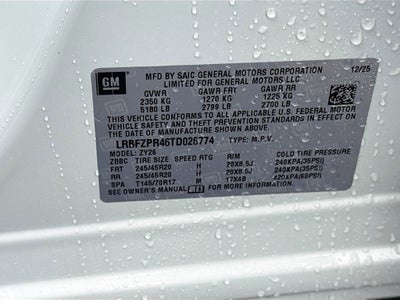 GM
MFD BY SAIC GENERAL MOTORS CORPORATION 12/25
LIMITED FOR GENERAL MOTORS LLC
GVWR GAWR FRT GAWR RR
2350 KG 1270 KG 1225 KG
5180 LB 2799 LB 2700 LB
THIS VEHICLE CONFORMS TO ALL APPLICABLE U.S. FEDERAL MOTOR
VEHICLE SAFETY, BUMPER, AND THEFT PREVENTION
STANDARDS IN EFFECT ON THE DATE OF MANUFACTURE
SHOWN ABOVE.
LRBFZPR46TD026774 TYPE: M.P.V.
ZBBC ZY26
TIRE SIZE SPEED RTG RIM COLD TIRE PRESSURE
FRT 245/45R20 20X8.5J 240KPA(35PSI)
RR 245/45R20 H 20X8.5J 240KPA(35PSI)
SPA T145/70R17 M 17X4B 420KPA(60PSI)
SEE OWNER'S MANUAL FOR